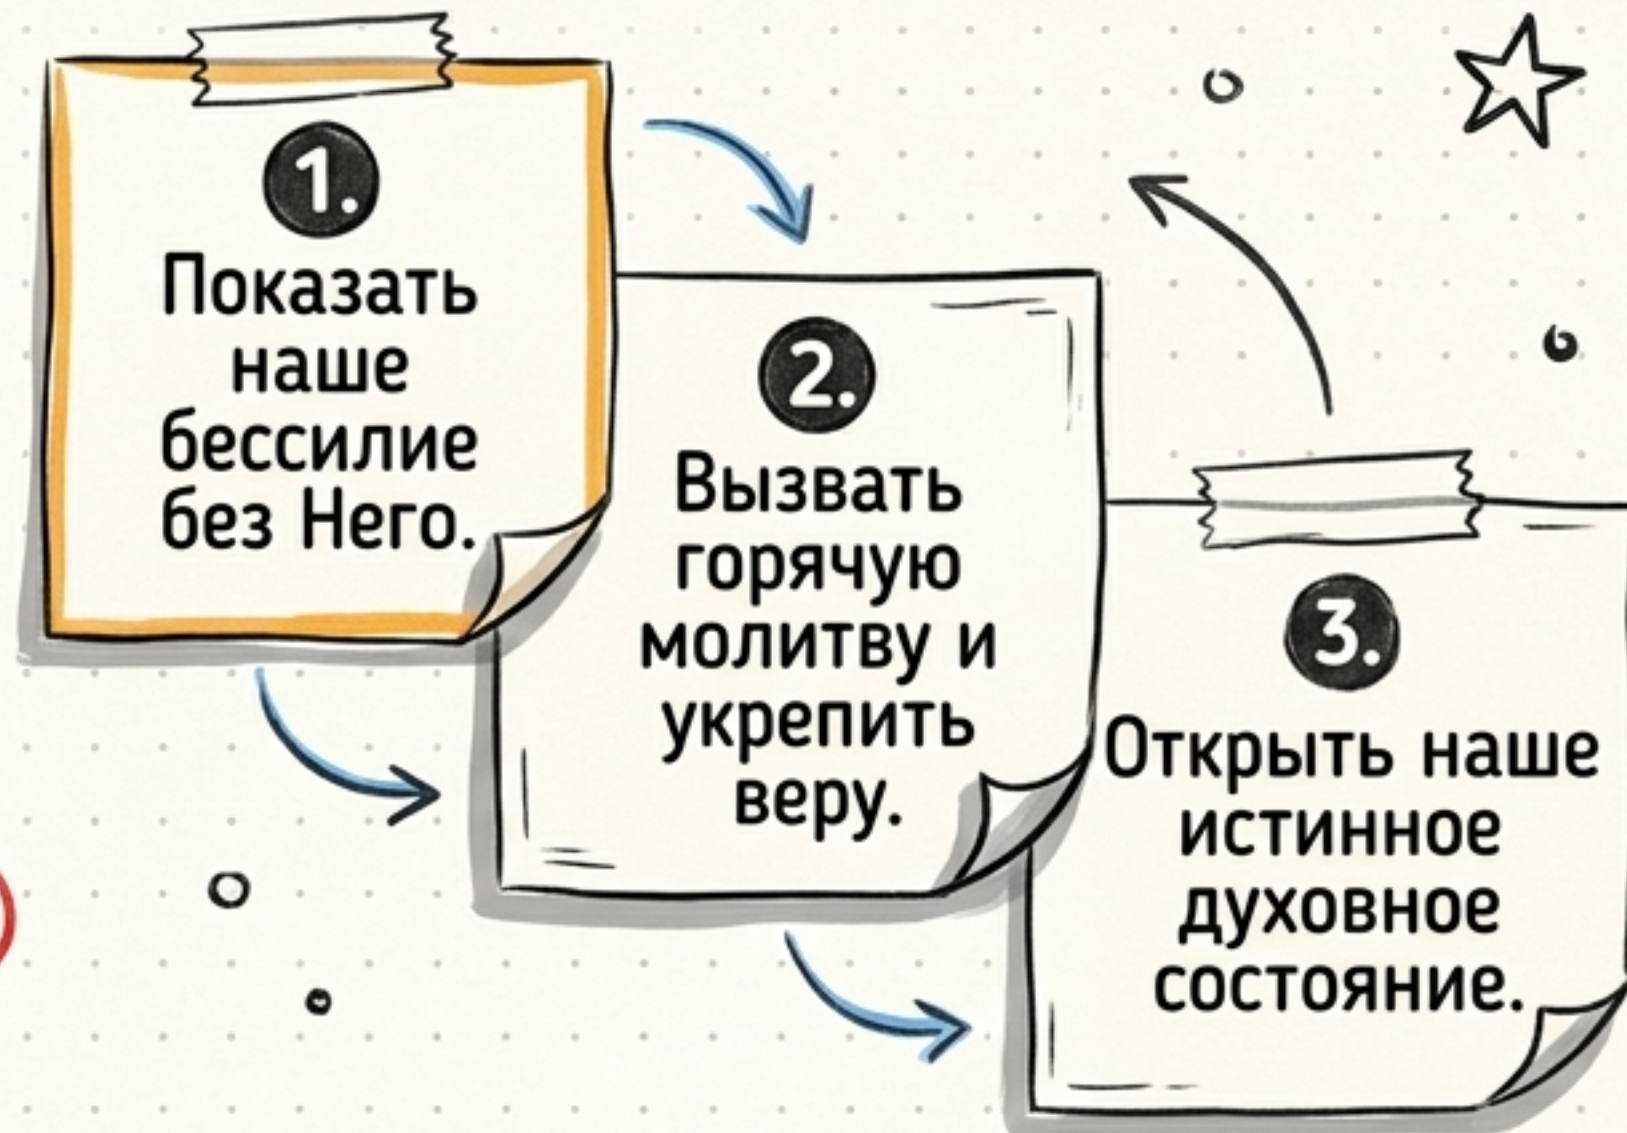 1.
Показать
наше
бессилие
без Него.
2.
Вызвать
горячую
молитву и
укрепить
веру.
3.
Открыть наше
истинное
духовное
состояние.